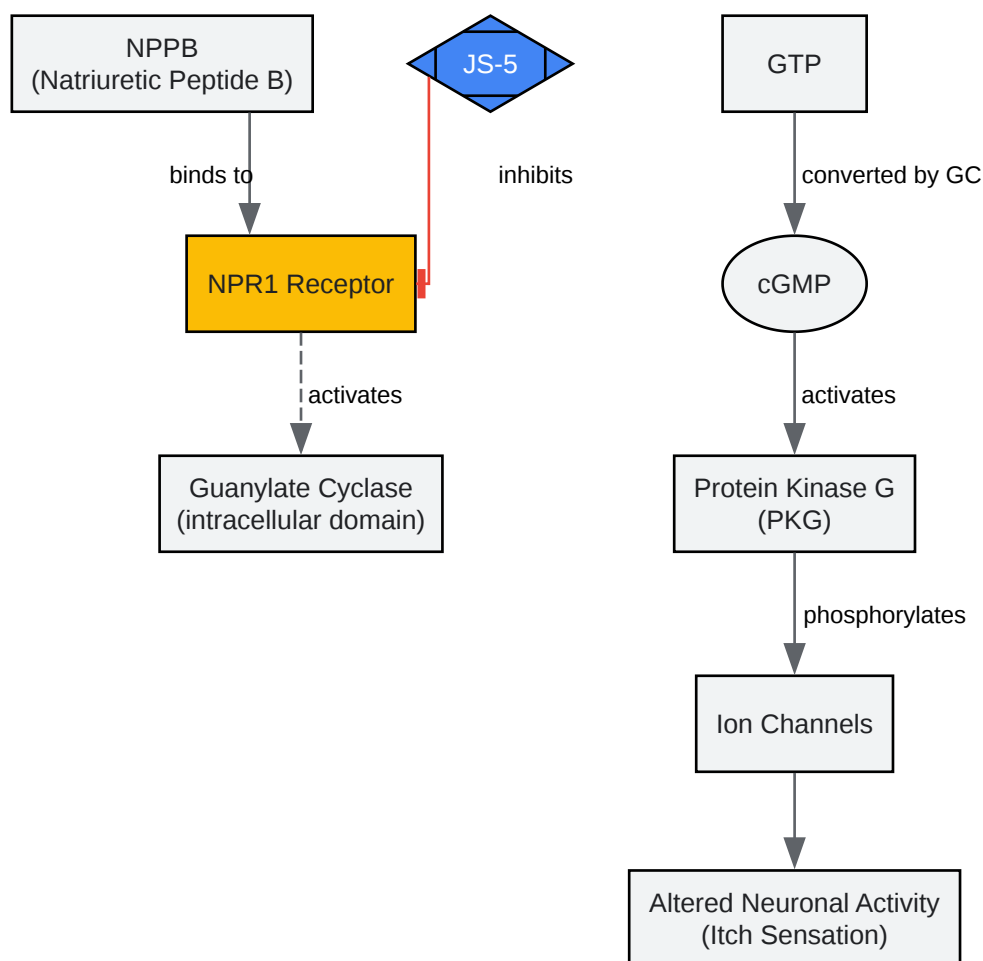 NPPB
(Natriuretic Peptide B)
JS-5
GTP
binds to
inhibits
converted by GC
NPR1 Receptor
cGMP
activates
activates
Guanylate Cyclase
(intracellular domain)
Protein Kinase G
(PKG)
phosphorylates
Ion Channels
Altered Neuronal Activity
(Itch Sensation)